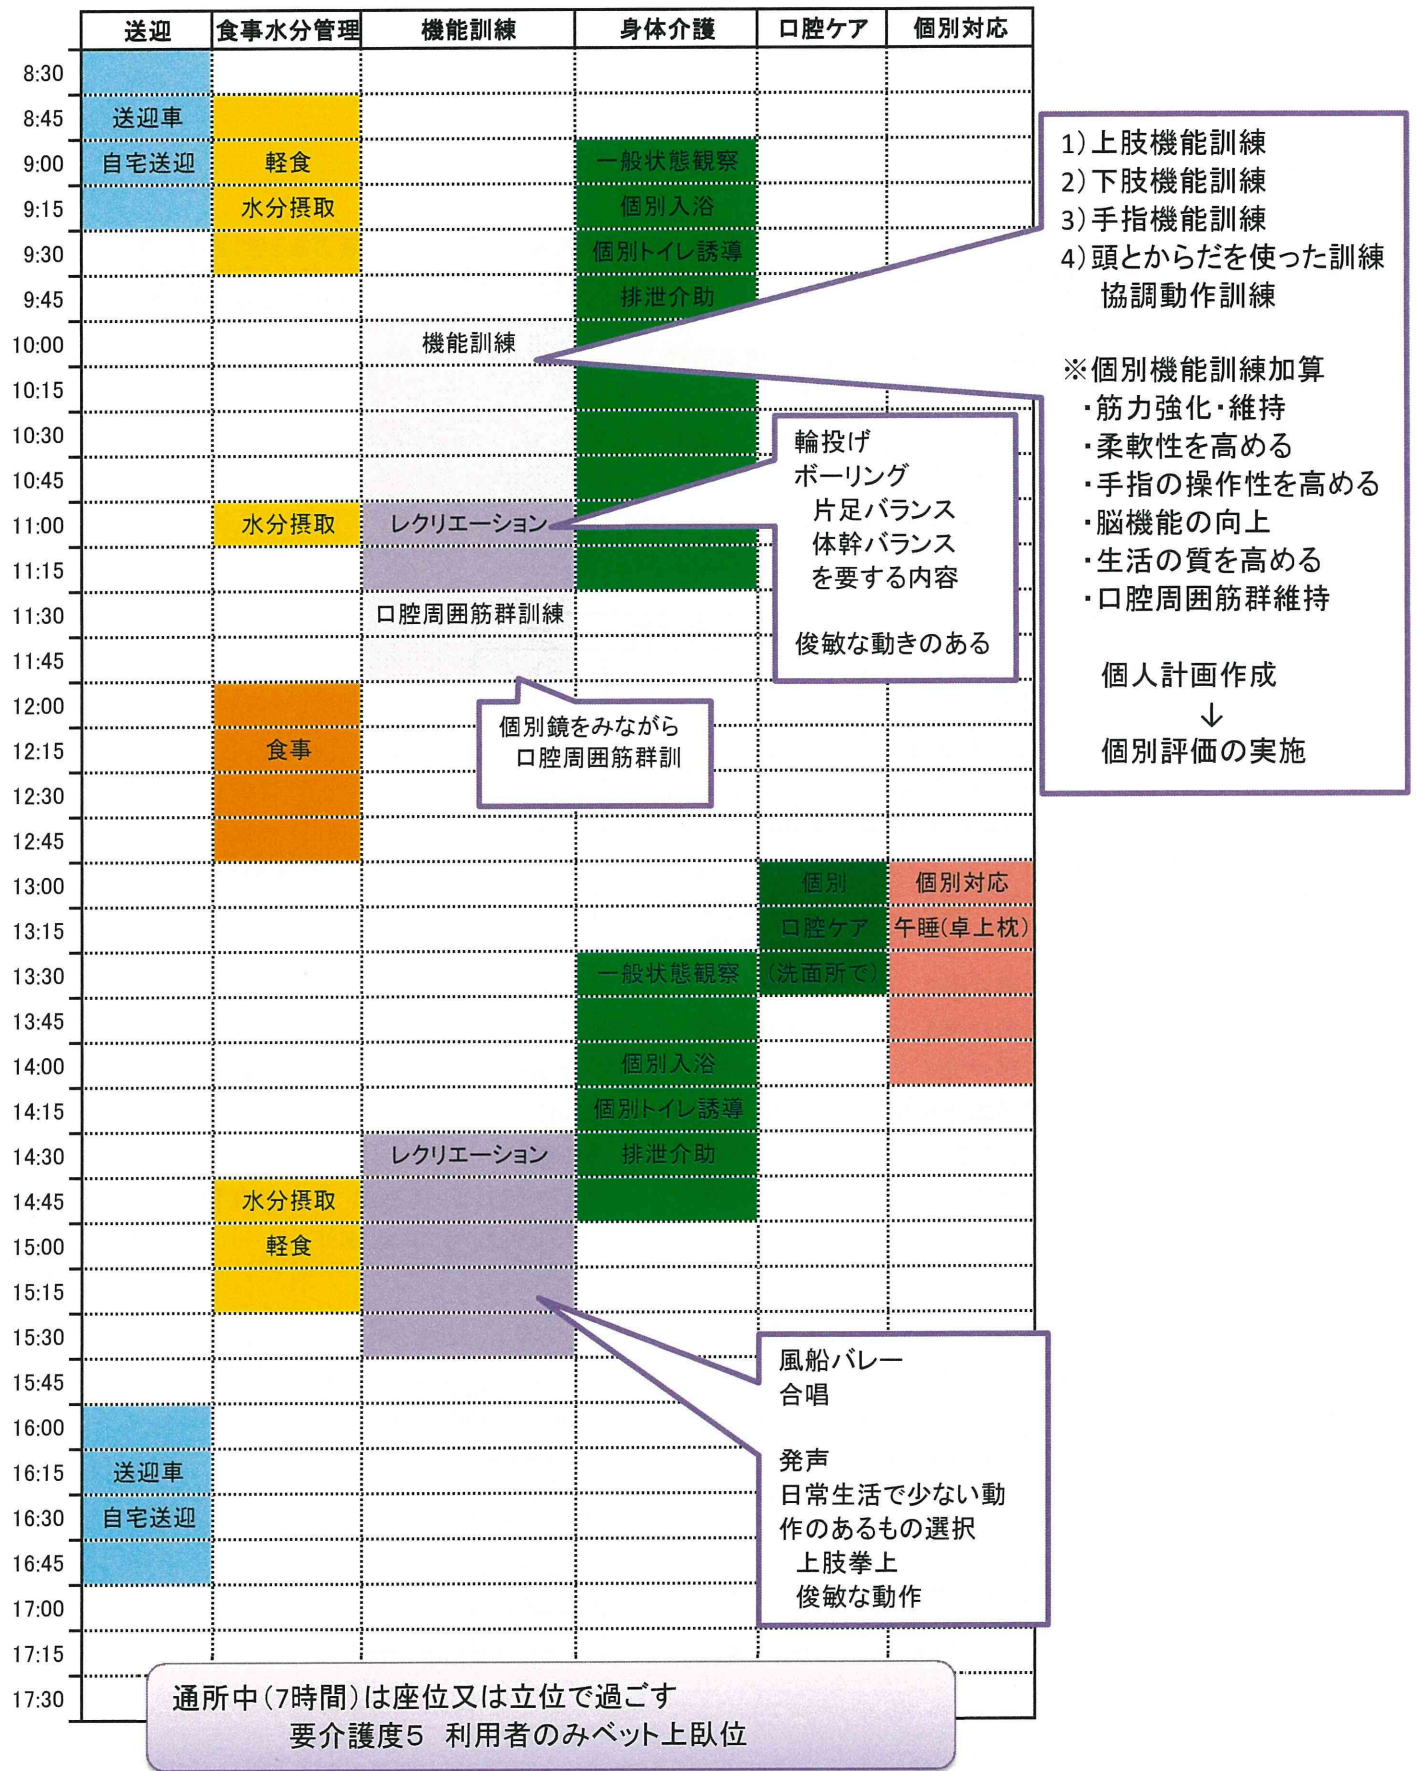 送迎 食事水分管理 機能訓練 身体介護 口腔ケア 個別対応
8:30
8:45 送迎車
9:00 自宅送迎 軽食 一般状態観察
9:15 水分摂取 個別入浴
9:30 個別トイレ誘導
9:45 排泄介助
10:00 機能訓練
10:15
10:30
10:45
11:00 水分摂取 レクリエーション
11:15
11:30 口腔周囲筋群訓練
11:45
12:00
12:15 食事
12:30
12:45
13:00 個別 個別対応
13:15 口腔ケア 午睡(卓上枕)
13:30 一般状態観察 (洗面所で)
13:45
14:00 個別入浴
14:15 個別トイレ誘導
14:30 レクリエーション 排泄介助
14:45 水分摂取
15:00 軽食
15:15
15:30
15:45
16:00
16:15 送迎車
16:30 自宅送迎
16:45
17:00
17:15
17:30
1)上肢機能訓練
2)下肢機能訓練
3)手指機能訓練
4)頭とからだを使った訓練
協調動作訓練
※個別機能訓練加算
・筋力強化・維持
・柔軟性を高める
・手指の操作性を高める
・脳機能の向上
・生活の質を高める
・口腔周囲筋群維持
個人計画作成
↓
個別評価の実施
輪投げ
ボーリング
片足バランス
体幹バランス
を要する内容
俊敏な動きのある
個別鏡をみながら
口腔周囲筋群訓
風船バレー
合唱
発声
日常生活で少ない動
作のあるもの選択
上肢拳上
俊敏な動作
通所中(7時間)は座位又は立位で過ごす
要介護度5 利用者のみベット上臥位